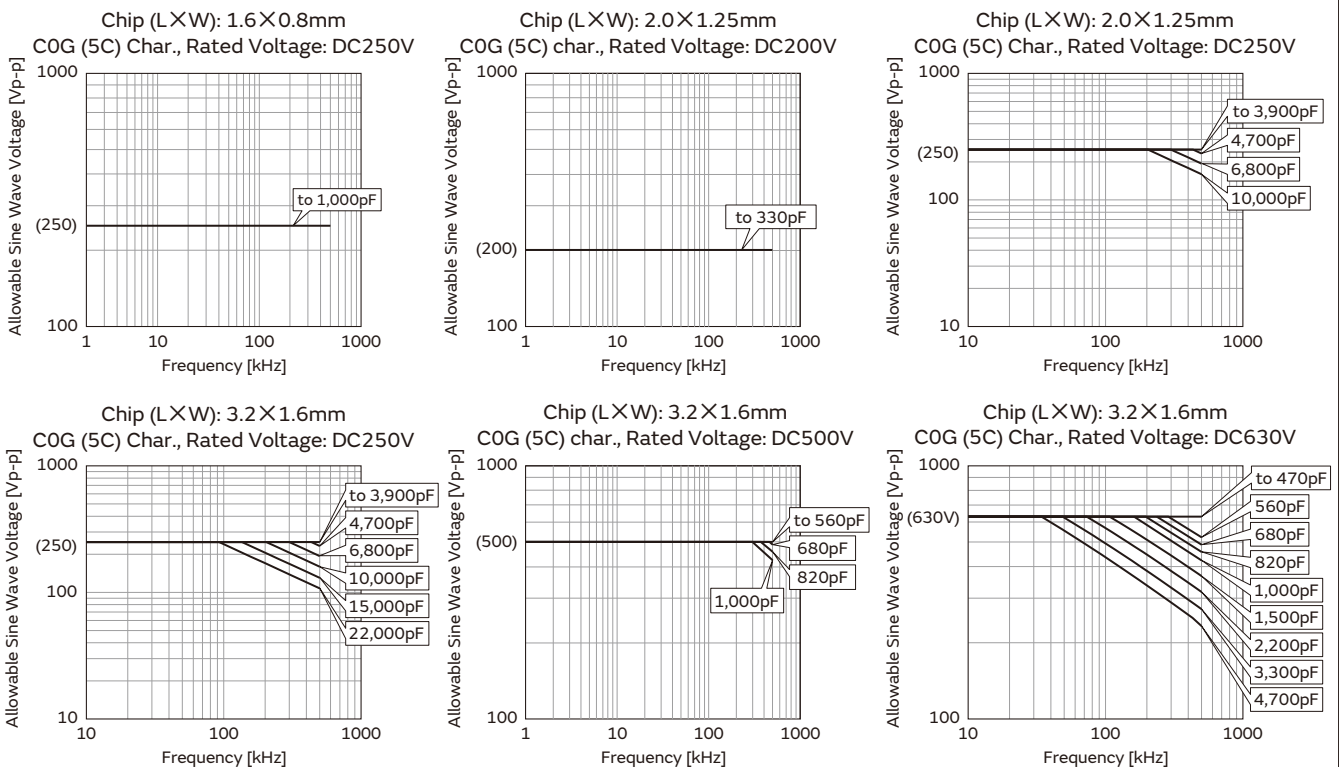 Chip (L×W): 1.6×0.8mm
C0G (5C) Char., Rated Voltage: DC250V
Allowable Sine Wave Voltage [Vp-p]
1000
(250)
100
to 1,000pF
1
10
100
1000
Frequency [kHz]
Chip (L×W): 2.0×1.25mm
C0G (5C) char., Rated Voltage: DC200V
Allowable Sine Wave Voltage [Vp-p]
1000
(200)
100
to 330pF
1
10
100
1000
Frequency [kHz]
Chip (L×W): 2.0×1.25mm
C0G (5C) Char., Rated Voltage: DC250V
Allowable Sine Wave Voltage [Vp-p]
1000
(250)
100
10
to 3,900pF
4,700pF
6,800pF
10,000pF
10
100
1000
Frequency [kHz]
Chip (L×W): 3.2×1.6mm
C0G (5C) Char., Rated Voltage: DC250V
Allowable Sine Wave Voltage [Vp-p]
1000
(250)
100
10
to 3,900pF
4,700pF
6,800pF
10,000pF
15,000pF
22,000pF
10
100
1000
Frequency [kHz]
Chip (L×W): 3.2×1.6mm
C0G (5C) char., Rated Voltage: DC500V
Allowable Sine Wave Voltage [Vp-p]
1000
(500)
100
to 560pF
680pF
820pF
1,000pF
1
10
100
1000
Frequency [kHz]
Chip (L×W): 3.2×1.6mm
C0G (5C) Char., Rated Voltage: DC630V
Allowable Sine Wave Voltage [Vp-p]
1000
(630V)
100
to 470pF
560pF
680pF
820pF
1,000pF
1,500pF
2,200pF
3,300pF
4,700pF
10
100
1000
Frequency [kHz]